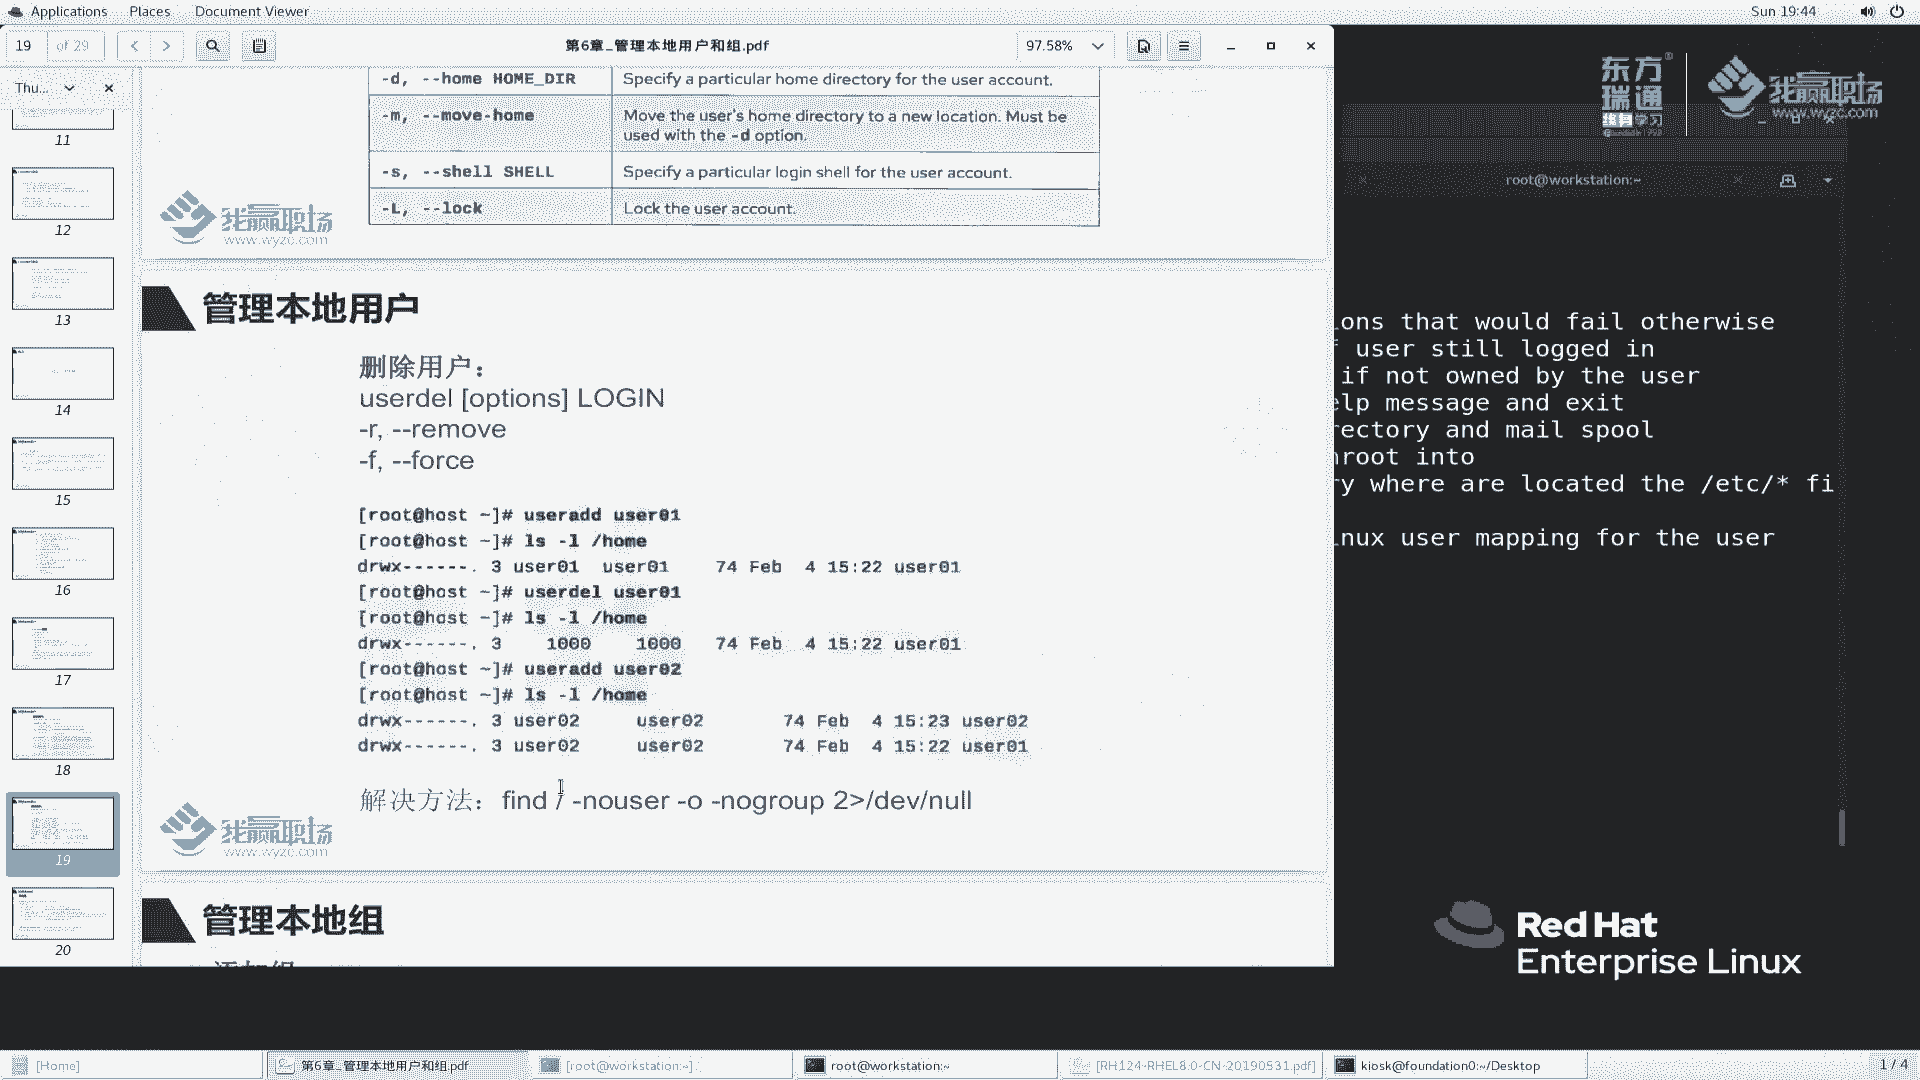 Applications Places Document Viewer Sun 19:44
19 of 29 第6章_管理本地用户和组.pdf 97.58%
Thu...
11
12
13
14
15
16
17
18
19
20
-d, --home HOME_DIR Specify a particular home directory for the user account.
-m, --move-home Move the user's home directory to a new location. Must be
used with the -d option.
-s, --shell SHELL Specify a particular login shell for the user account.
-L, --lock Lock the user account.
我赢职场
www.wyzc.com
管理本地用户
删除用户：
userdel [options] LOGIN
-r, --remove
-f, --force
[root@host ~]# useradd user01
[root@host ~]# ls -l /home
drwx------. 3 user01 user01 74 Feb 4 15:22 user01
[root@host ~]# userdel user01
[root@host ~]# ls -l /home
drwx------. 3 1000 1000 74 Feb 4 15:22 user01
[root@host ~]# useradd user02
[root@host ~]# ls -l /home
drwx------. 3 user02 user02 74 Feb 4 15:23 user02
drwx------. 3 user02 user02 74 Feb 4 15:22 user01
解决方法：find / -nouser -o -nogroup 2>/dev/null
我赢职场
www.wyzc.com
管理本地组
东方
瑞通
终身学习
我赢职场
www.wyzc.com
root@workstation:~
ions that would fail otherwise
user still logged in
if not owned by the user
elp message and exit
rectory and mail spool
hroot into
ry where are located the /etc/* fi
inux user mapping for the user
Red Hat
Enterprise Linux
[Home] 第6章_管理本地用户和组.pdf [root@workstation:~] root@workstation:~ [RH124-RHEL8.0-CN-20190531.pdf] kiosk@foundation0:~/Desktop 1 / 4